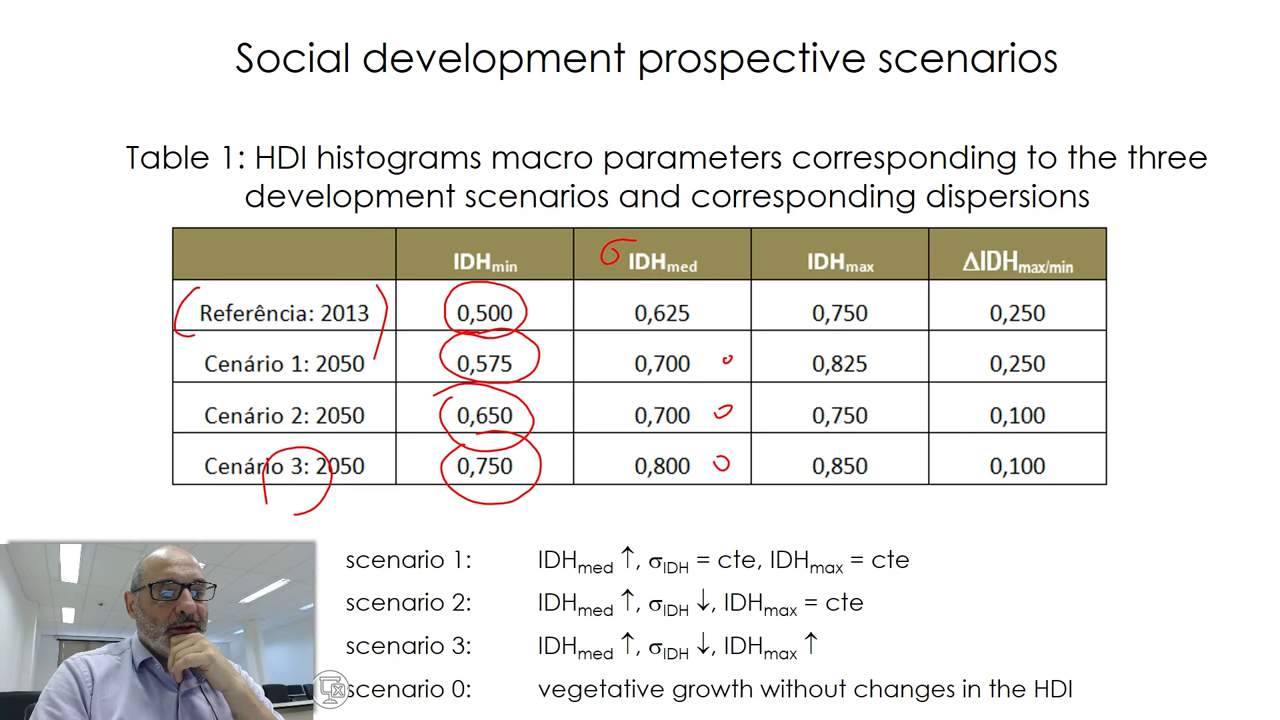 Social development prospective scenarios
Table 1: HDI histograms macro parameters corresponding to the three
development scenarios and corresponding dispersions
IDHmin σ IDHmed IDHmax ΔIDHmax/min
Referência: 2013 0,500 0,625 0,750 0,250
Cenário 1: 2050 0,575 0,700 0,825 0,250
Cenário 2: 2050 0,650 0,700 0,750 0,100
Cenário 3: 2050 0,750 0,800 0,850 0,100
scenario 1: IDHmed ↑, σIDH = cte, IDHmax = cte
scenario 2: IDHmed ↑, σIDH ↓, IDHmax = cte
scenario 3: IDHmed ↑, σIDH ↓, IDHmax ↑
scenario 0: vegetative growth without changes in the HDI